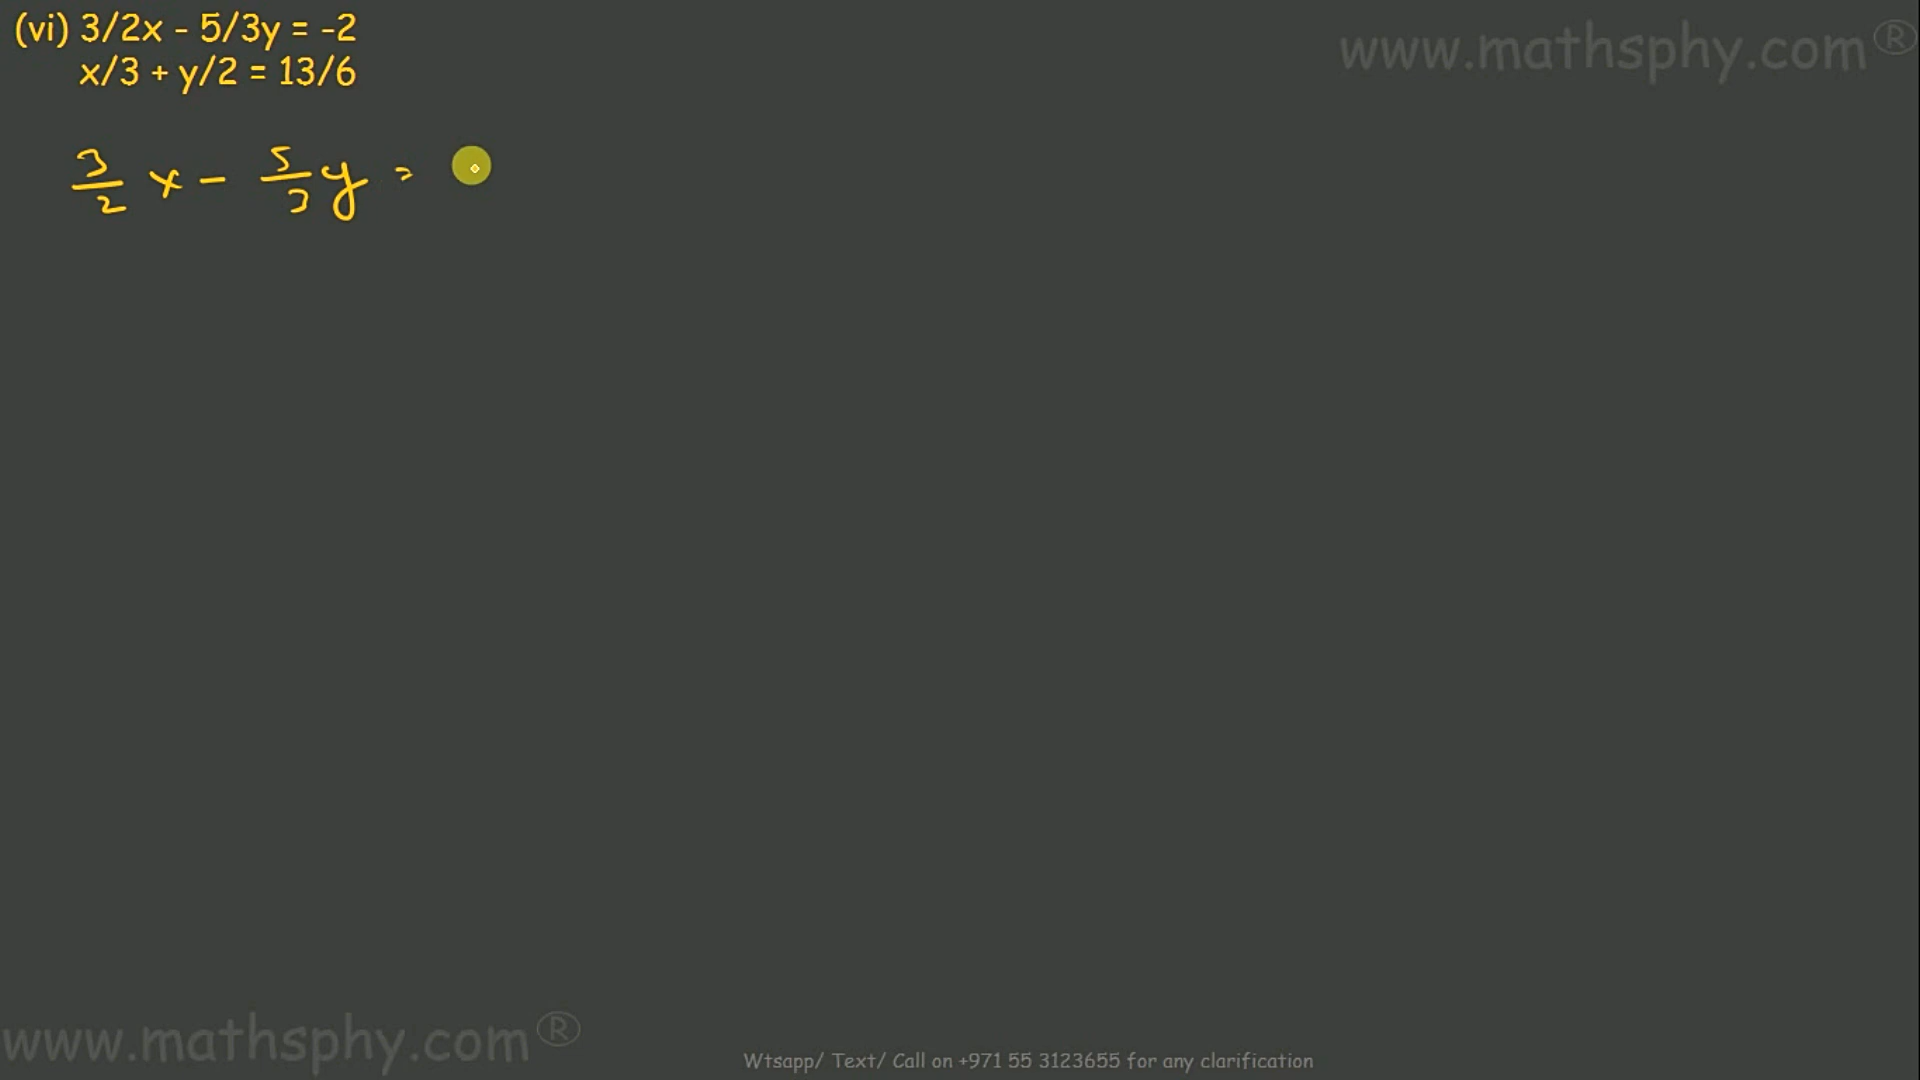 (vi) 3/2x - 5/3y = -2
www.mathsphy.com®
x/3 + y/2 = 13/6
3/2 x - 5/3 y =
www.mathsphy.com®
Wtsapp/ Text/ Call on +971 55 3123655 for any clarification